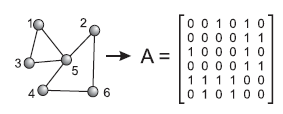 1 2
3 5
4 6
A =
0 0 1 0 1 0
0 0 0 0 1 1
1 0 0 0 1 0
0 0 0 0 1 1
1 1 1 1 0 0
0 1 0 1 0 0